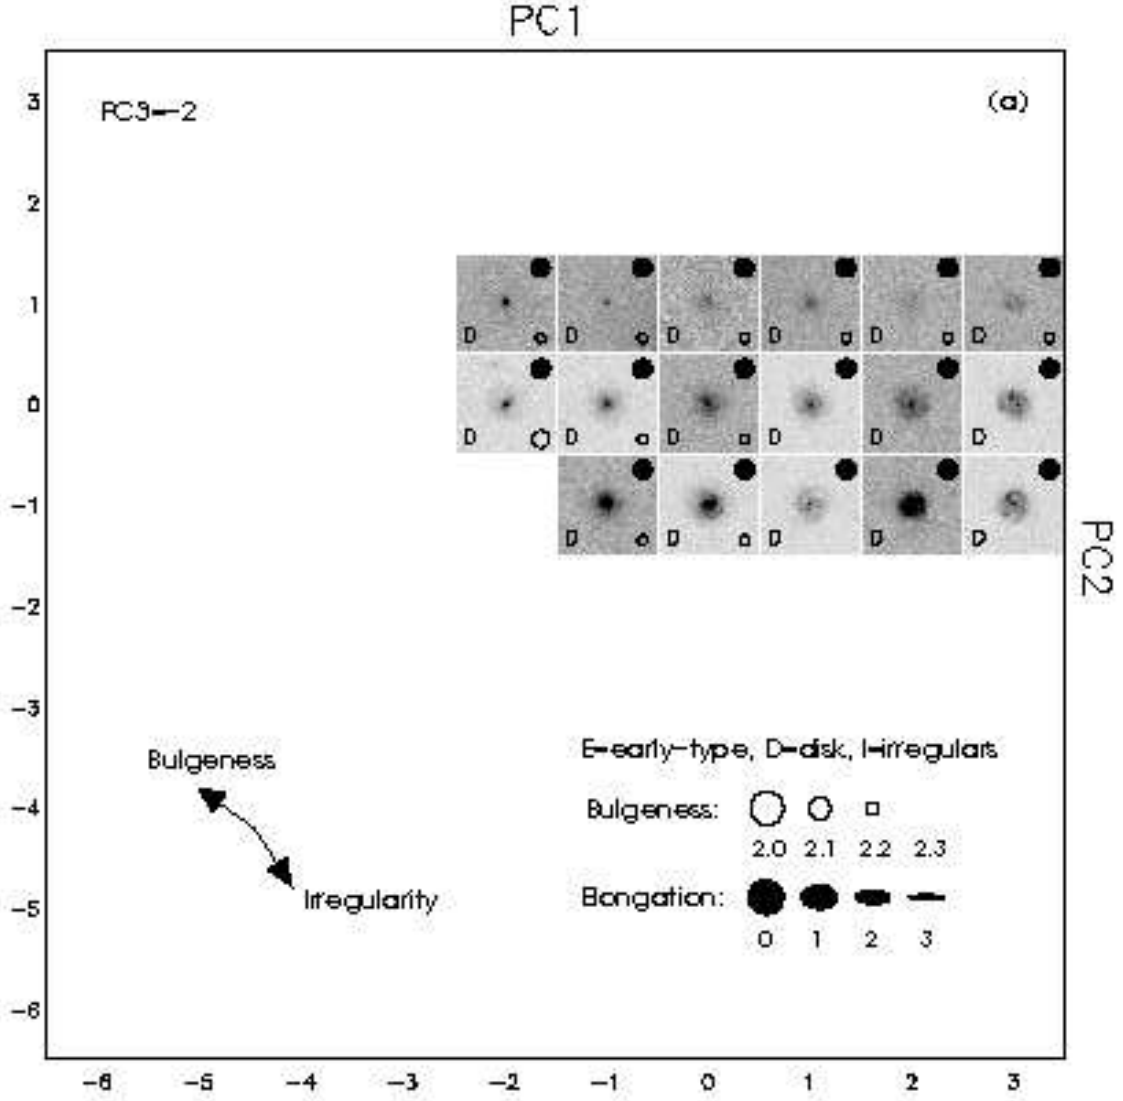 PC1
3
PC3=-2
(a)
2
D D D D D D
1
D D D D D D
0
D D D D D
-1
PC2
-2
-3
Bulgeness
E-early-type, D-disk, I-irregulars
-4
Bulgeness:
2.0 2.1 2.2 2.3
Irregularity
-5
Elongation:
0 1 2 3
-6
-6 -5 -4 -3 -2 -1 0 1 2 3